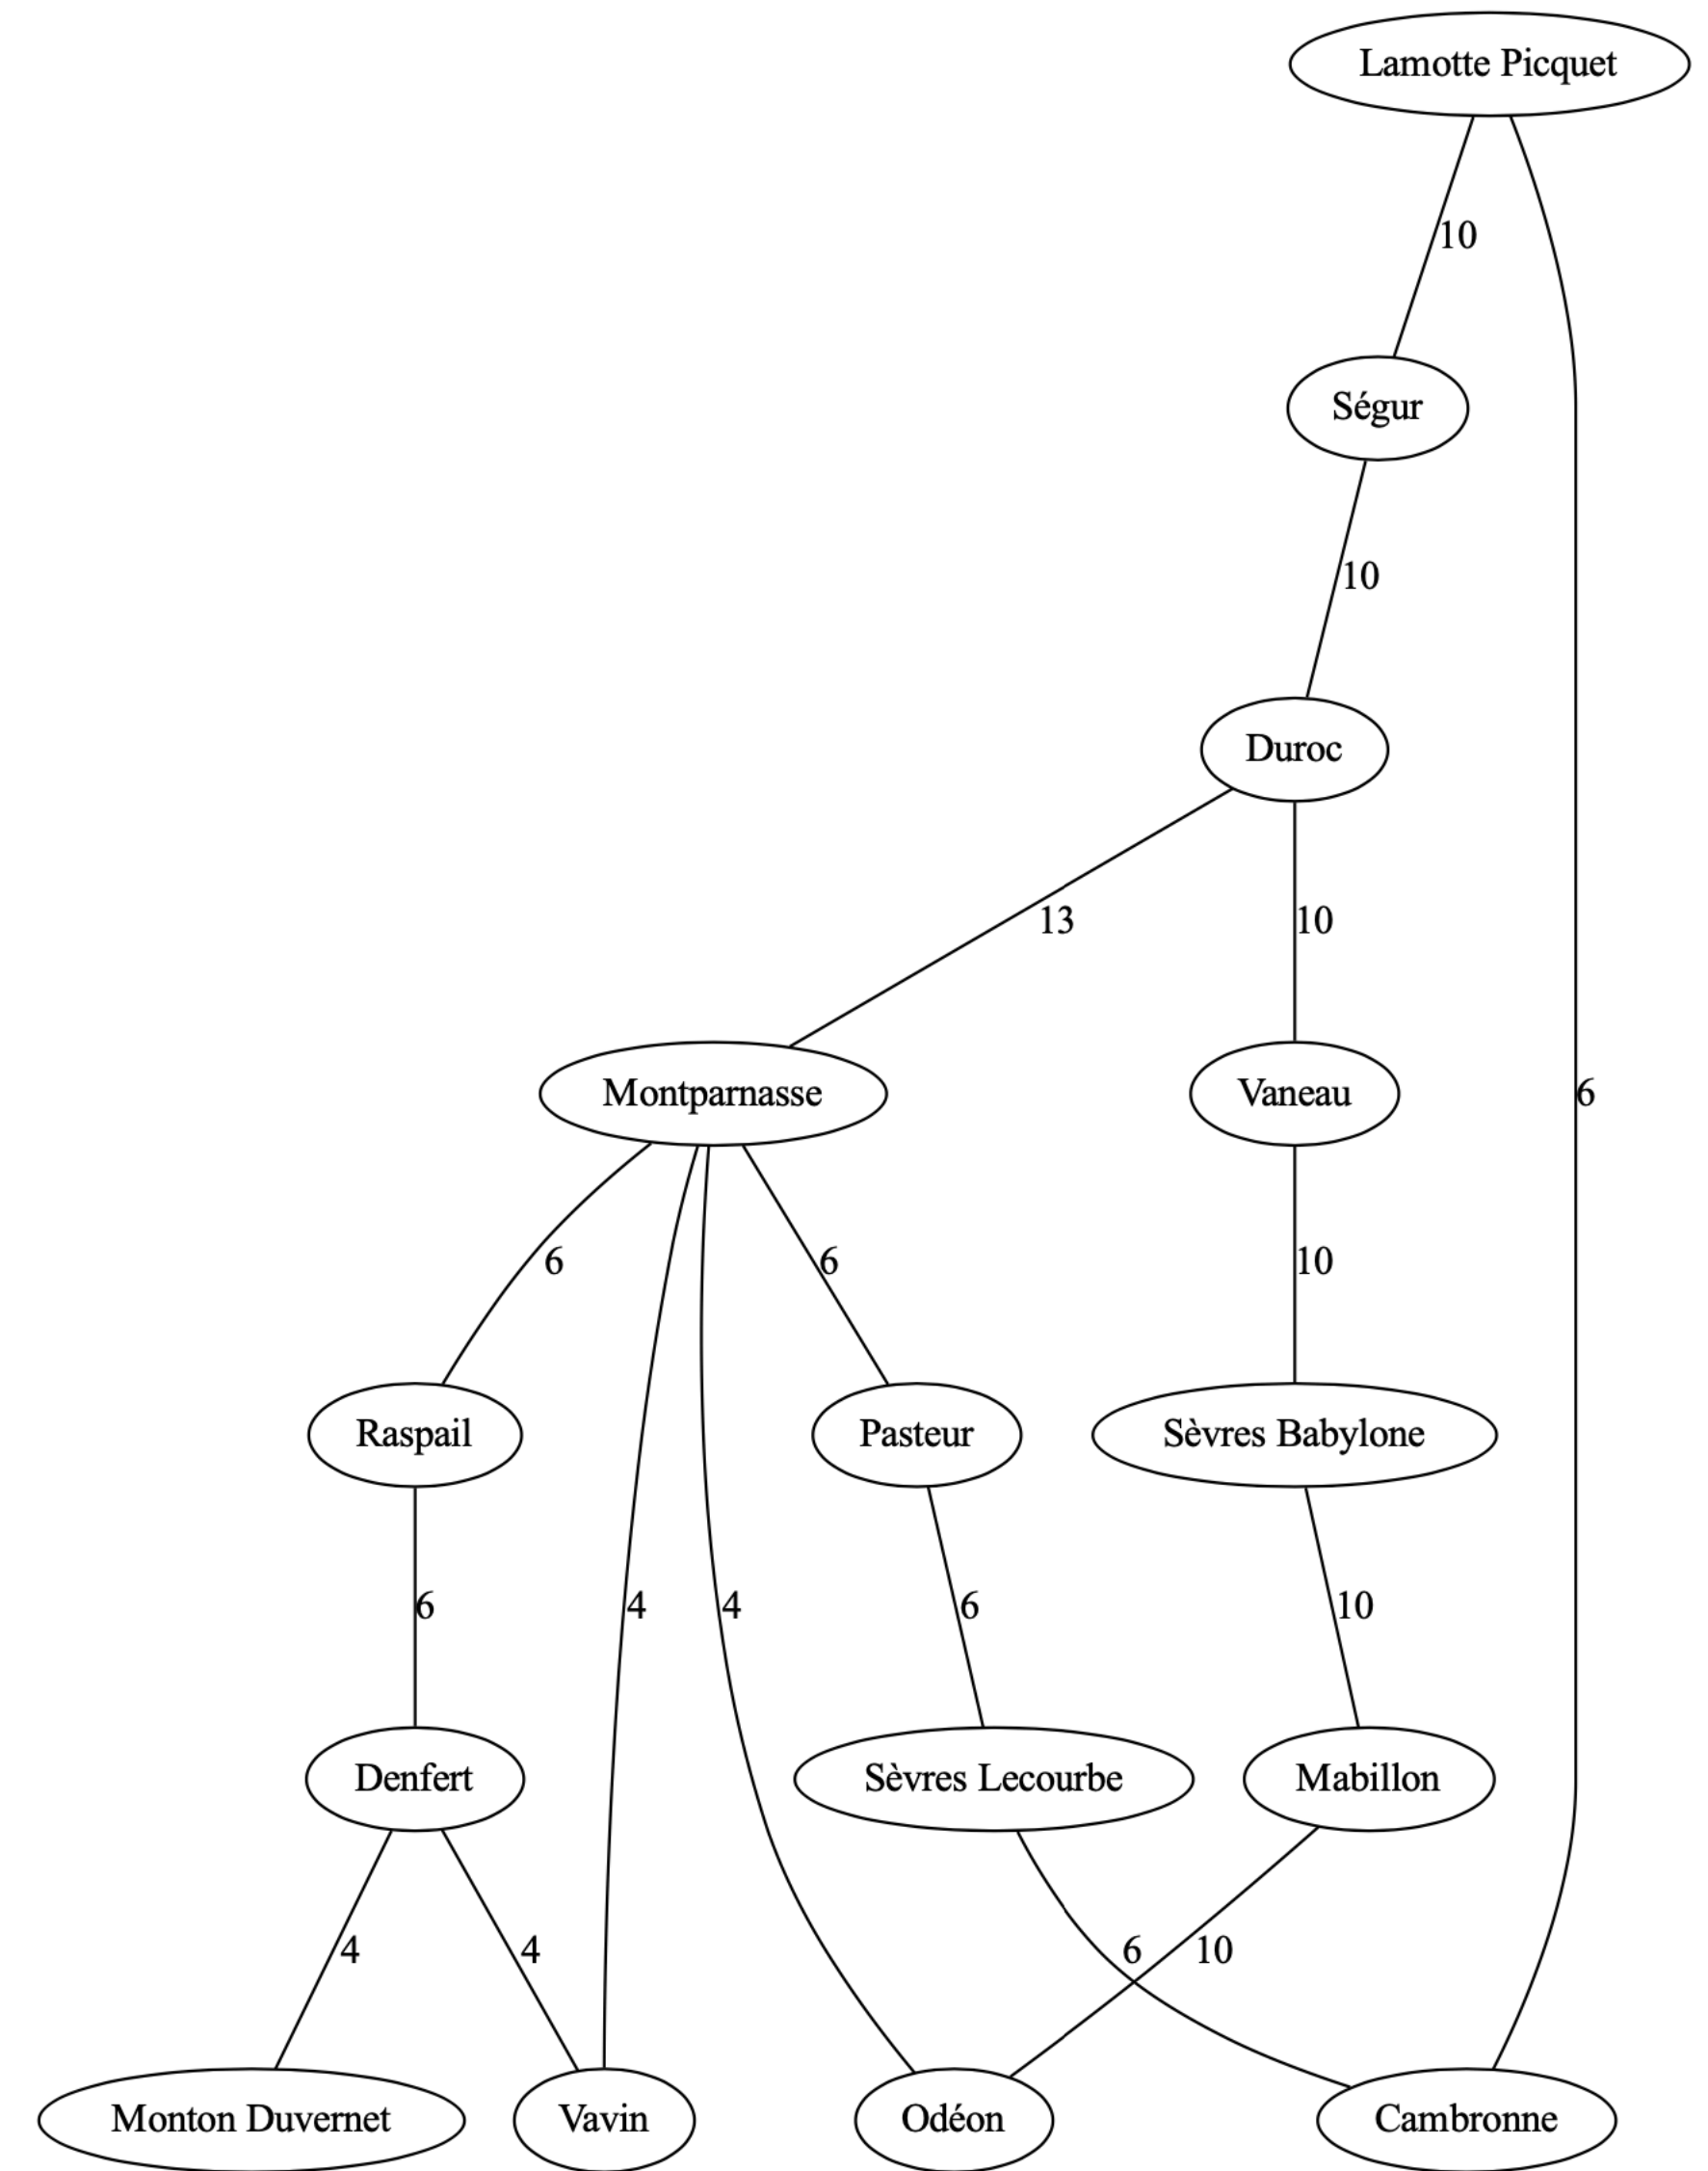 Lamotte Picquet
10
Ségur
10
Duroc
13
10
Montparnasse
Vaneau
6
6
6
10
Raspail
Pasteur
Sèvres Babylone
6
4
4
6
10
Denfert
Sèvres Lecourbe
Mabillon
4
4
6
10
Monton Duvernet
Vavin
Odéon
Cambronne